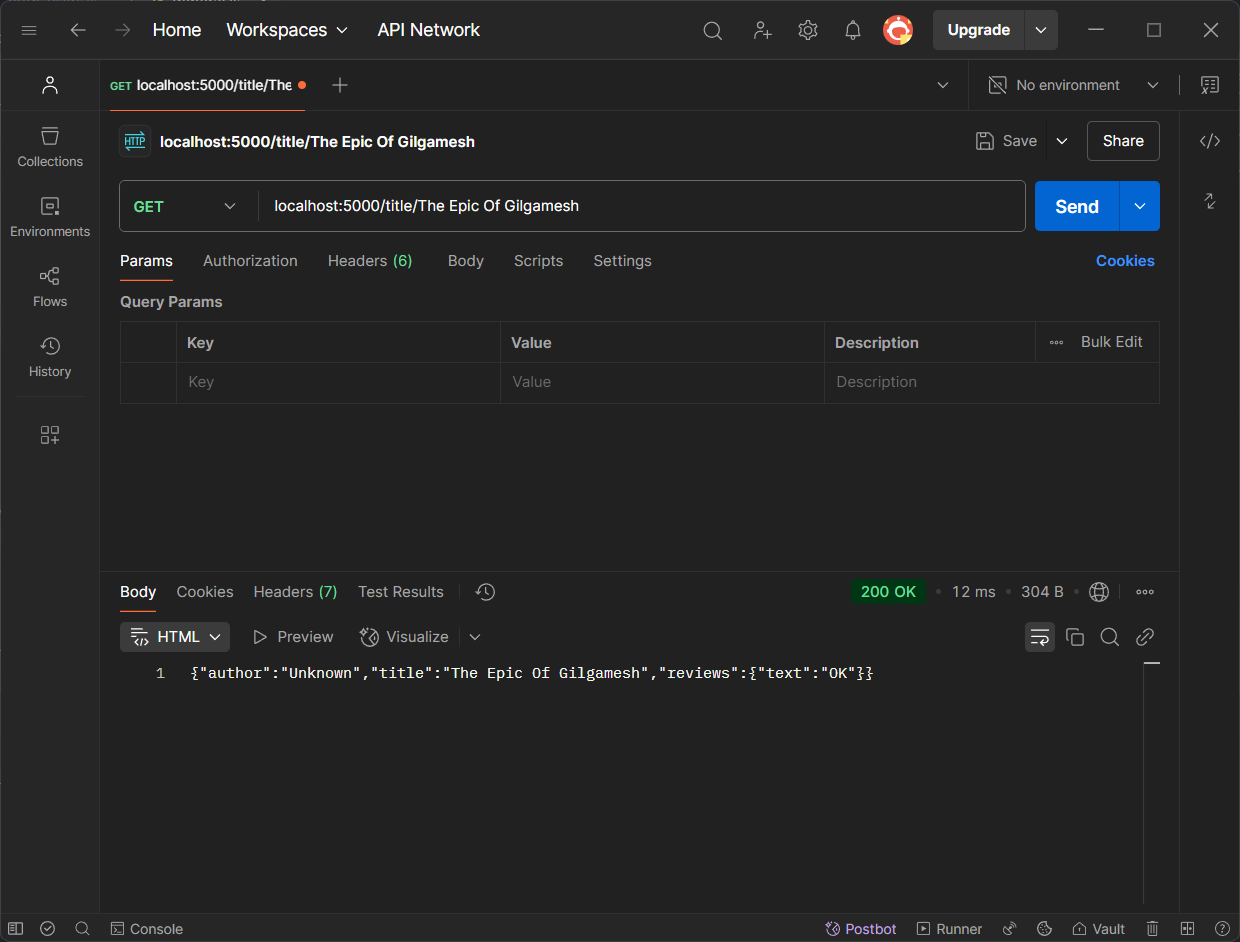 Home Workspaces API Network Upgrade
GET localhost:5000/title/The No environment
HTTP localhost:5000/title/The Epic Of Gilgamesh Save Share
Collections
Environments
Flows
History
GET localhost:5000/title/The Epic Of Gilgamesh Send
Params Authorization Headers (6) Body Scripts Settings Cookies
Query Params
Key Value Description Bulk Edit
Key Value Description
Body Cookies Headers (7) Test Results 200 OK • 12 ms • 304 B •
HTML Preview Visualize
1 {"author":"Unknown","title":"The Epic Of Gilgamesh","reviews":{"text":"OK"}}
Console Postbot Runner Vault